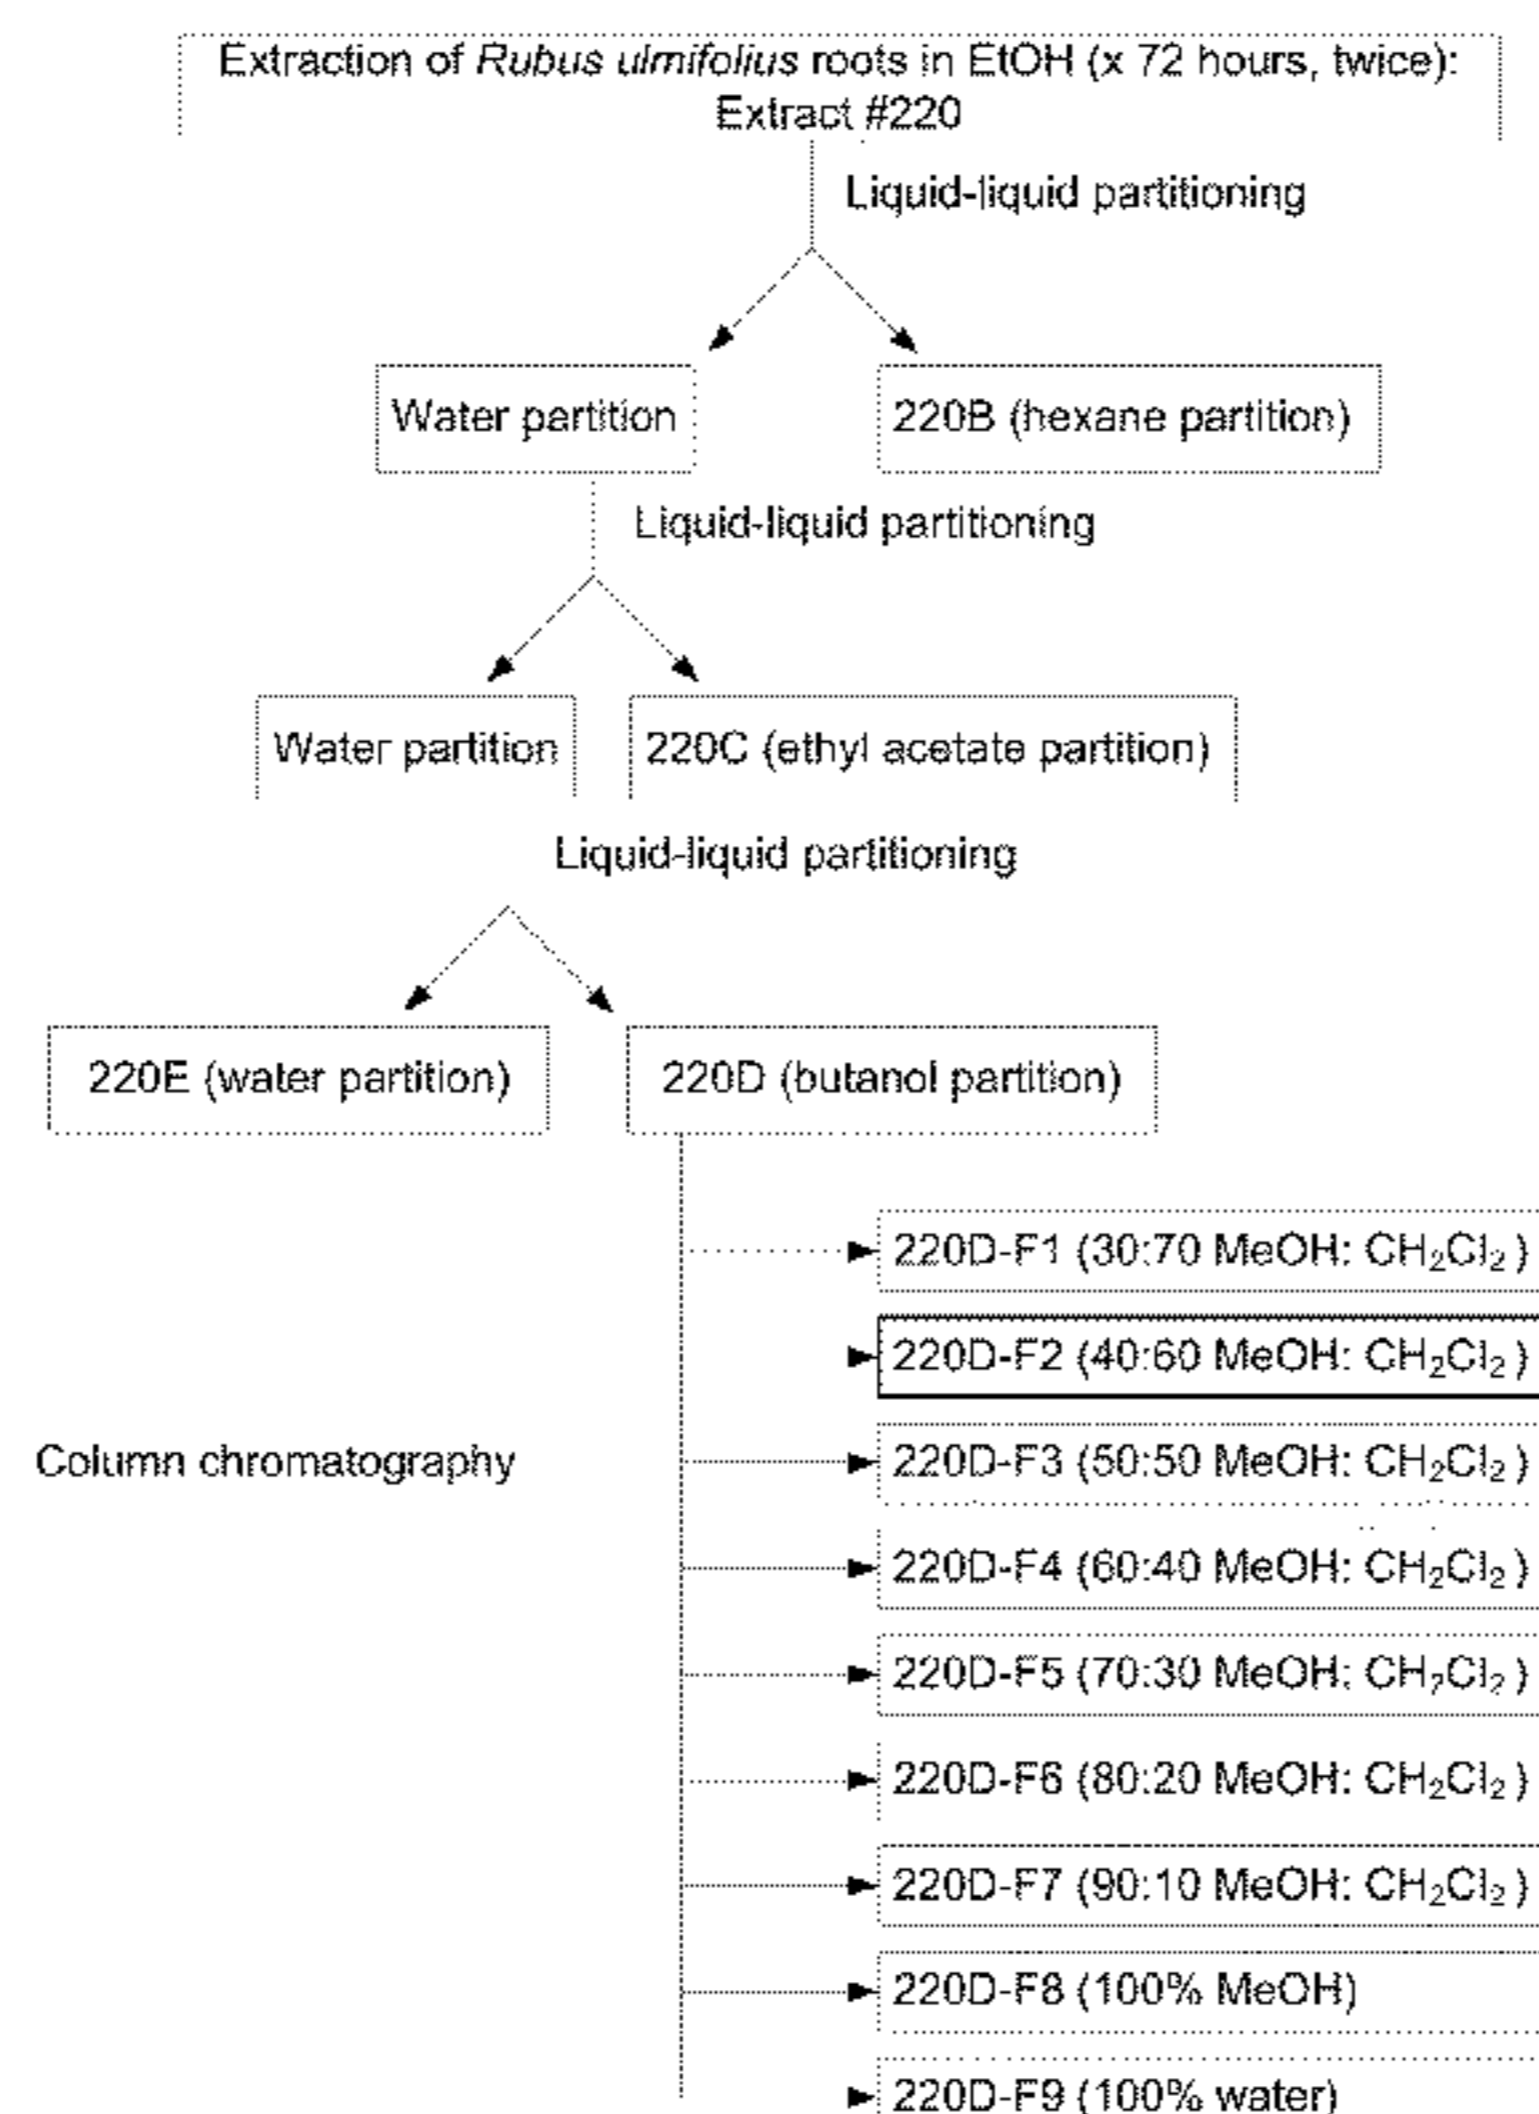 Extraction of Rubus ulmifolius roots in EtOH (x 72 hours, twice):
Extract #220
Liquid-liquid partitioning
Water partition
220B (hexane partition)
Liquid-liquid partitioning
Water partition
220C (ethyl acetate partition)
Liquid-liquid partitioning
220E (water partition)
220D (butanol partition)
Column chromatography
220D-F1 (30:70 MeOH: CH₂Cl₂ )
220D-F2 (40:60 MeOH: CH₂Cl₂ )
220D-F3 (50:50 MeOH: CH₂Cl₂ )
220D-F4 (60:40 MeOH: CH₂Cl₂ )
220D-F5 (70:30 MeOH: CH₂Cl₂ )
220D-F6 (80:20 MeOH: CH₂Cl₂ )
220D-F7 (90:10 MeOH: CH₂Cl₂ )
220D-F8 (100% MeOH)
220D-F9 (100% water)